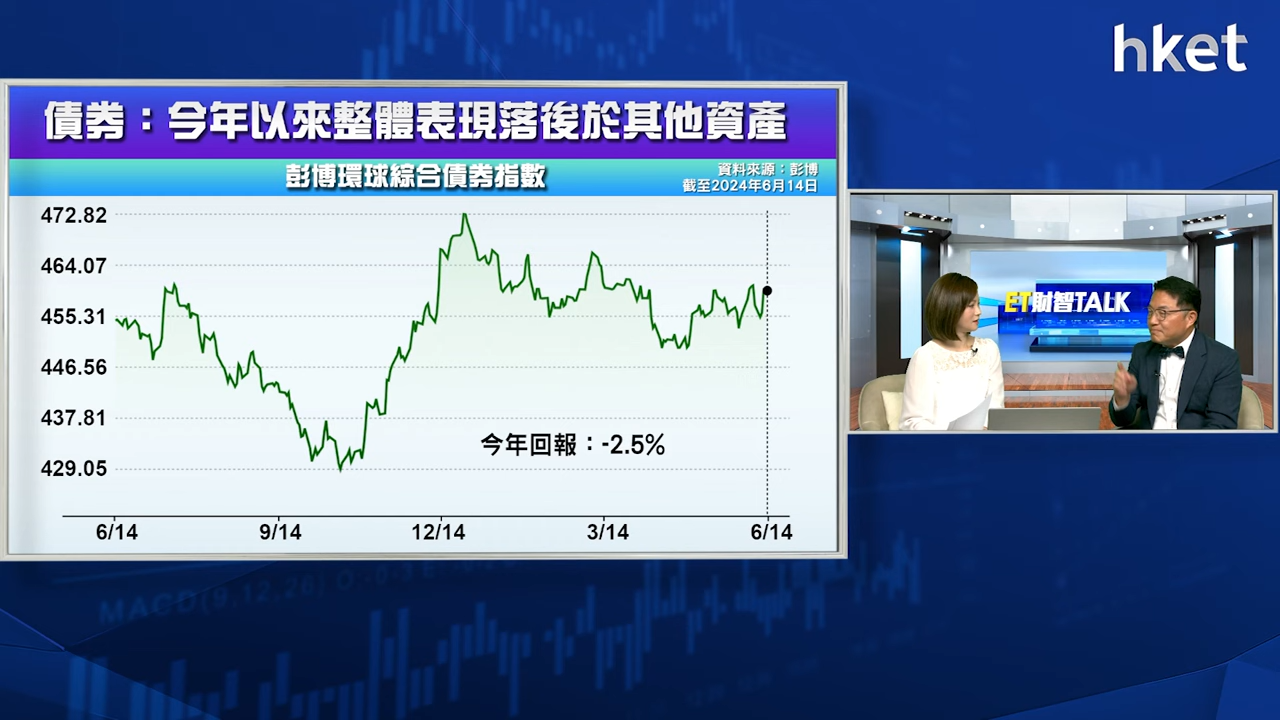 hket
債券：今年以來整體表現落後於其他資產
彭博環球綜合債券指數
資料來源：彭博
截至2024年6月14日
472.82
464.07
455.31
446.56
437.81
429.05
今年回報：-2.5%
6/14
9/14
12/14
3/14
6/14
ET財智TALK